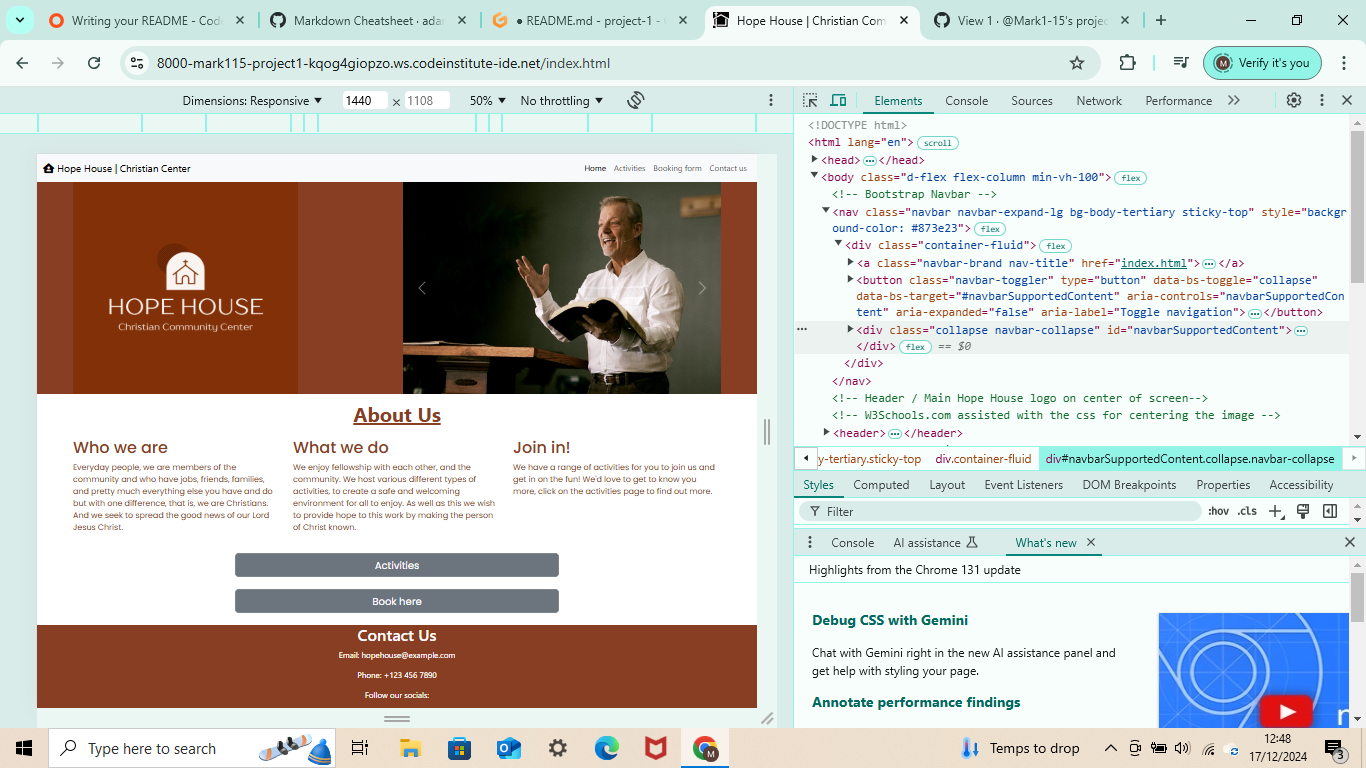 Writing your README - Cod
Markdown Cheatsheet · adar
● README.md - project-1 -
Hope House | Christian Com
View 1 · @Mark1-15's projec
8000-mark115-project1-kqog4giopzo.ws.codeinstitute-ide.net/index.html
M
Verify it's you
Dimensions: Responsive
1440
×
1108
50%
No throttling
Elements
Console
Sources
Network
Performance
Hope House | Christian Center
Home
Activities
Booking form
Contact us
HOPE HOUSE
Christian Community Center
About Us
Who we are
Everyday people, we are members of the
community and who have jobs, friends, families,
and pretty much everything else you have and do
but with one difference, that is, we are Christians.
And we seek to spread the good news of our Lord
Jesus Christ.
What we do
We enjoy fellowship with each other, and the
community. We host various different types of
activities, to create a safe and welcoming
environment for all to enjoy. As well as this we wish
to provide hope to this work by making the person
of Christ known.
Join in!
We have a range of activities for you to join us and
get in on the fun! We'd love to get to know you
more, click on the activities page to find out more.
Activities
Book here
Contact Us
Email: hopehouse@example.com
Phone: +123 456 7890
Follow our socials:
<!DOCTYPE html>
<html lang="en"> scroll
<head> ⋯ </head>
<body class="d-flex flex-column min-vh-100"> flex
<!-- Bootstrap Navbar -->
<nav class="navbar navbar-expand-lg bg-body-tertiary sticky-top" style="backgr
ound-color: #873e23"> flex
<div class="container-fluid"> flex
<a class="navbar-brand nav-title" href="index.html"> ⋯ </a>
<button class="navbar-toggler" type="button" data-bs-toggle="collapse"
data-bs-target="#navbarSupportedContent" aria-controls="navbarSupportedCon
tent" aria-expanded="false" aria-label="Toggle navigation"> ⋯ </button>
<div class="collapse navbar-collapse" id="navbarSupportedContent"> ⋯
</div> flex == $0
</div>
</nav>
<!-- Header / Main Hope House logo on center of screen-->
<!-- W3Schools.com assisted with the css for centering the image -->
<header> ⋯ </header>
y-tertiary.sticky-top
div.container-fluid
div#navbarSupportedContent.collapse.navbar-collapse
Styles
Computed
Layout
Event Listeners
DOM Breakpoints
Properties
Accessibility
Filter
:hov
.cls
Console
AI assistance
What's new
Highlights from the Chrome 131 update
Debug CSS with Gemini
Chat with Gemini right in the new AI assistance panel and
get help with styling your page.
Annotate performance findings
Type here to search
M
Temps to drop
12:48
17/12/2024
3